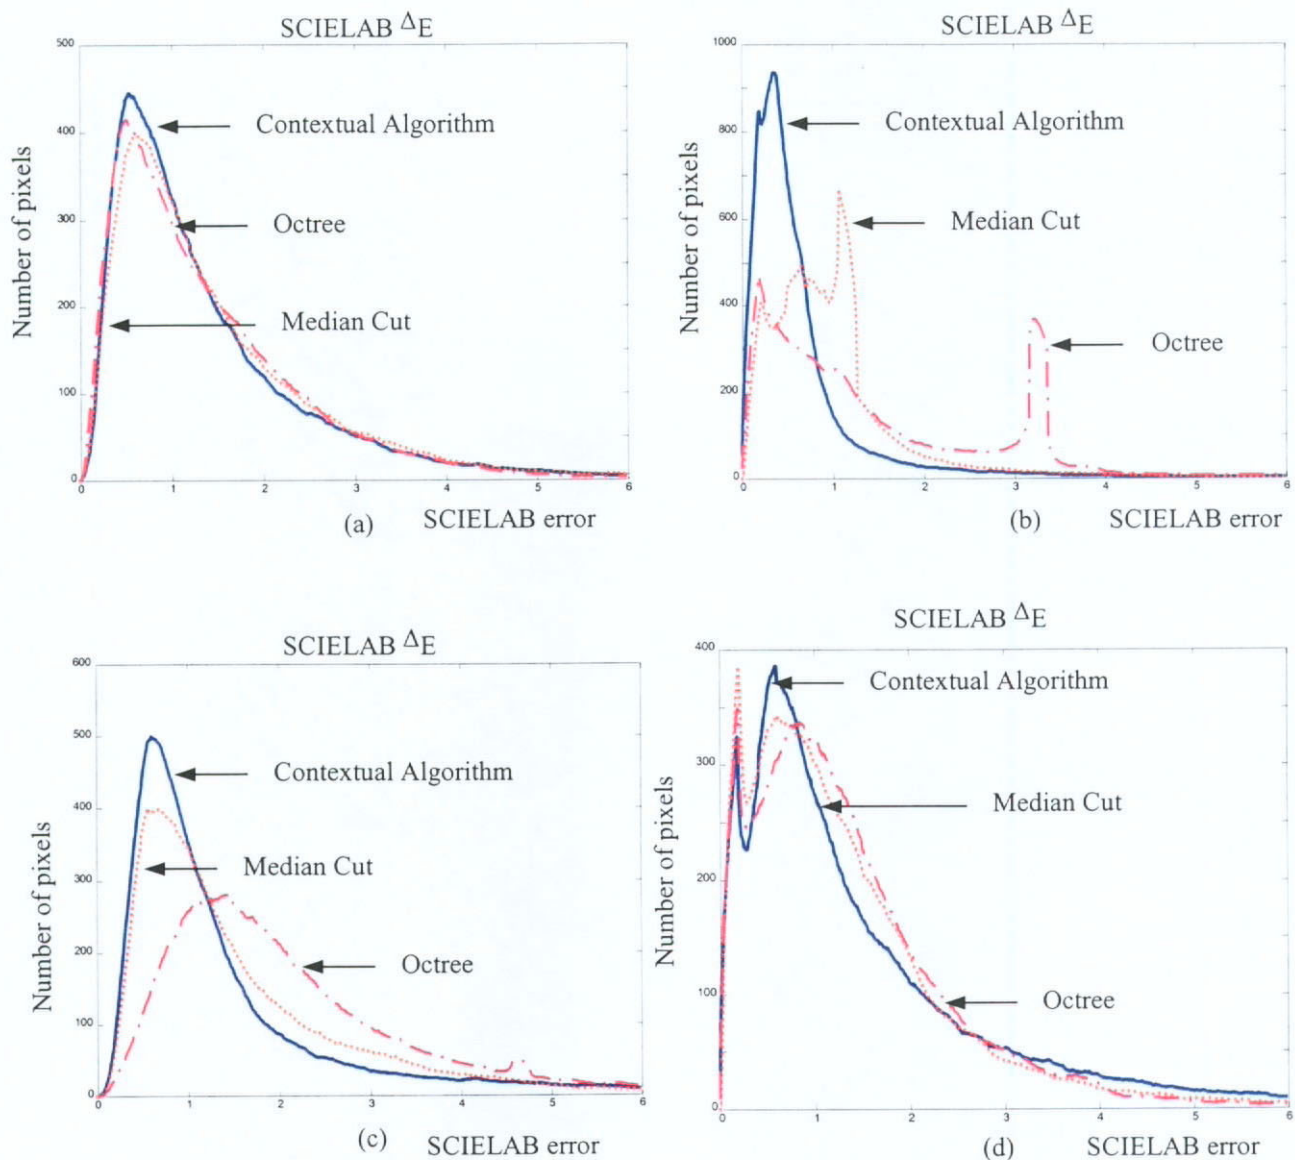 SCIELAB ΔE
500
400
300
200
100
0
0 1 2 3 4 5 6
Number of pixels
Contextual Algorithm
Octree
Median Cut
(a) SCIELAB error
SCIELAB ΔE
1000
800
600
400
200
0
0 1 2 3 4 5 6
Number of pixels
Contextual Algorithm
Median Cut
Octree
(b) SCIELAB error
SCIELAB ΔE
600
500
400
300
200
100
0
0 1 2 3 4 5 6
Number of pixels
Contextual Algorithm
Median Cut
Octree
(c) SCIELAB error
SCIELAB ΔE
400
300
200
100
0
0 1 2 3 4 5 6
Number of pixels
Contextual Algorithm
Median Cut
Octree
(d) SCIELAB error